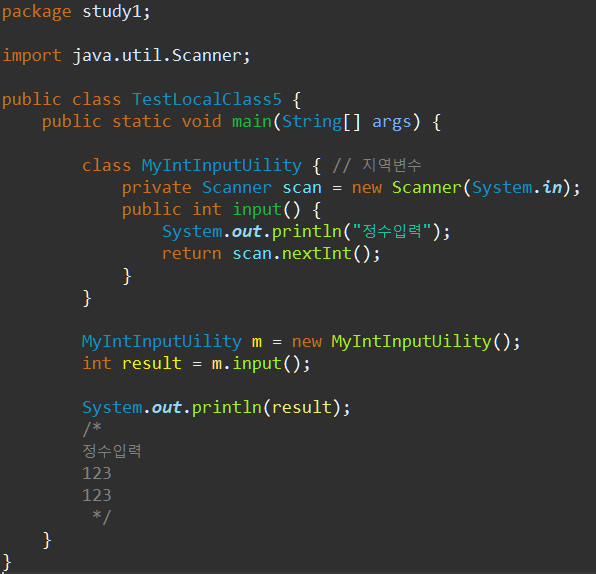 package study1;
import java.util.Scanner;
public class TestLocalClass5 {
public static void main(String[] args) {
class MyIntInputUility { // 지역변수
private Scanner scan = new Scanner(System.in);
public int input() {
System.out.println("정수입력");
return scan.nextInt();
}
}
MyIntInputUility m = new MyIntInputUility();
int result = m.input();
System.out.println(result);
/*
정수입력
123
123
*/
}
}